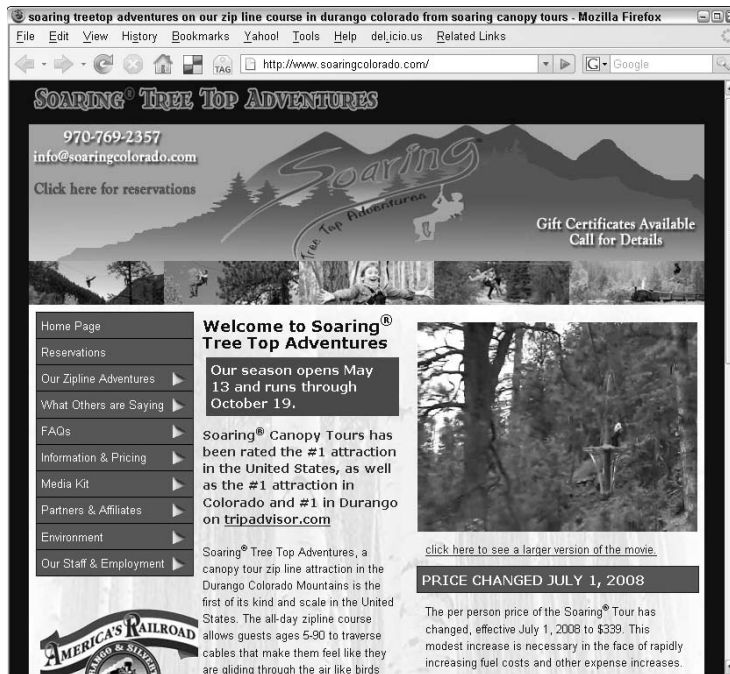 soaring treetop adventures on our zip line course in durango colorado from soaring canopy tours - Mozilla Firefox
File Edit View History Bookmarks Yahoo! Tools Help del.icio.us Related Links
TAG http://www.soaringcolorado.com/ G Google
SOARING® TREE TOP ADVENTURES
970-769-2357
info@soaringcolorado.com
Click here for reservations
Soaring®
Tree Top Adventures
Gift Certificates Available
Call for Details
Home Page
Reservations
Our Zipline Adventures
What Others are Saying
FAQs
Information & Pricing
Media Kit
Partners & Affiliates
Environment
Our Staff & Employment
AMERICA'S RAILROAD
Welcome to Soaring®
Tree Top Adventures
Our season opens May
13 and runs through
October 19.
Soaring® Canopy Tours has
been rated the #1 attraction
in the United States, as well
as the #1 attraction in
Colorado and #1 in Durango
on tripadvisor.com
Soaring® Tree Top Adventures, a
canopy tour zip line attraction in the
Durango Colorado Mountains is the
first of its kind and scale in the United
States. The all-day zipline course
allows guests ages 5-90 to traverse
cables that make them feel like they
are gliding through the air like birds
click here to see a larger version of the movie.
PRICE CHANGED JULY 1, 2008
The per person price of the Soaring® Tour has
changed, effective July 1, 2008 to $339. This
modest increase is necessary in the face of rapidly
increasing fuel costs and other expense increases.